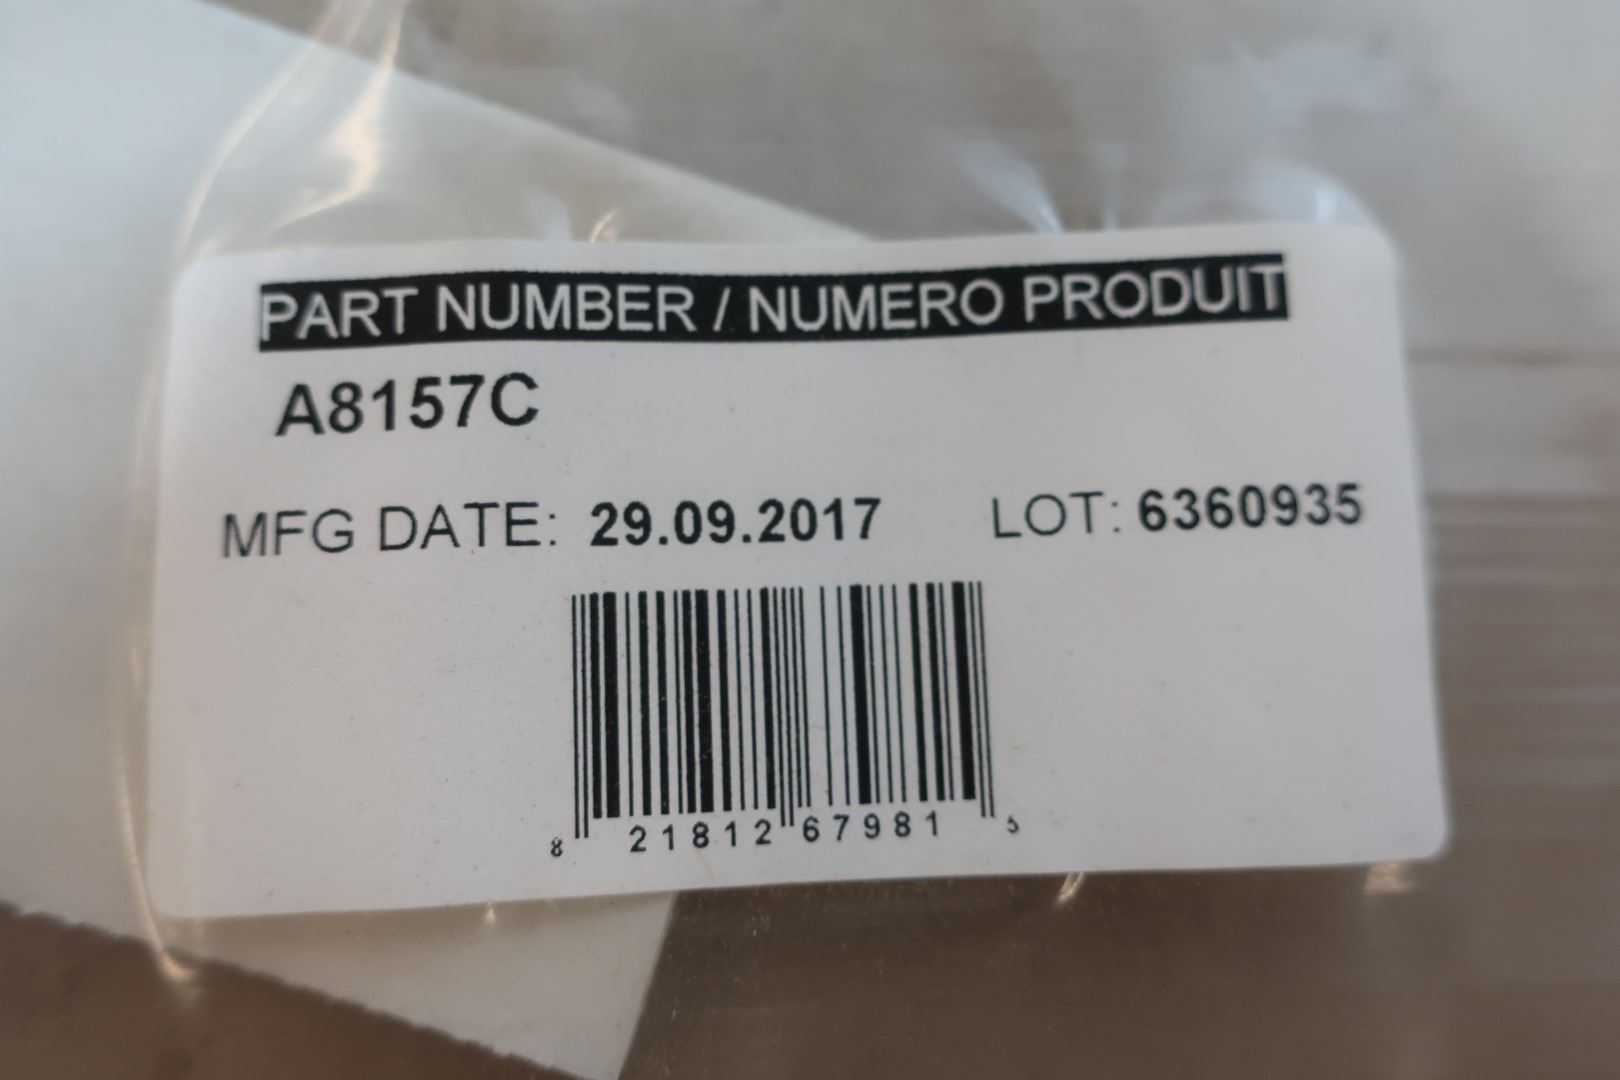 PART NUMBER / NUMERO PRODUIT
A8157C
MFG DATE: 29.09.2017 LOT: 6360935
8 21812 67981 5